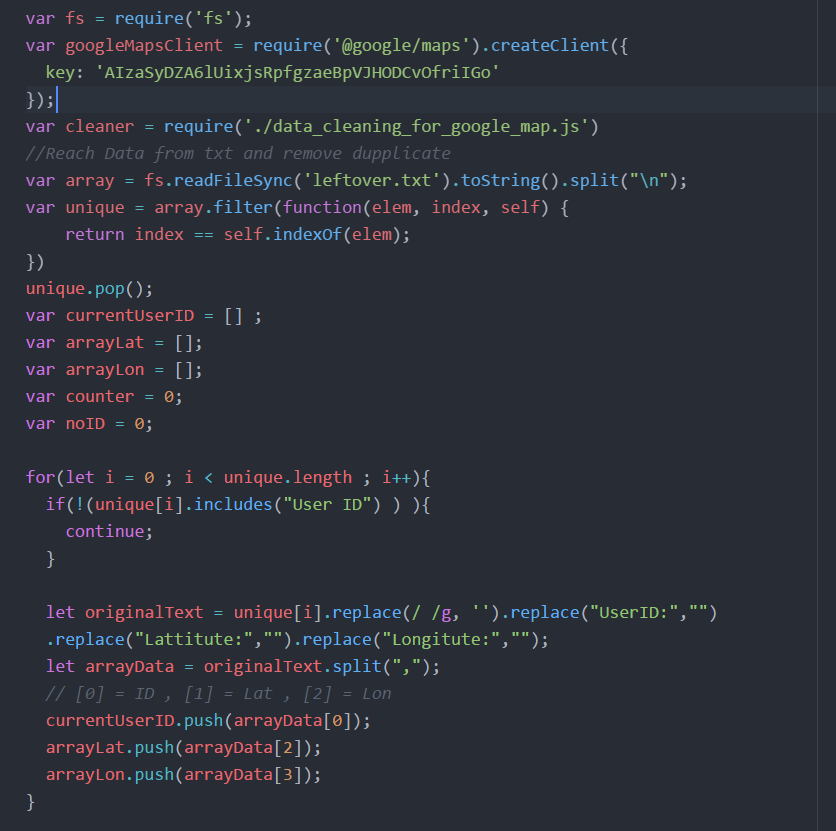 var fs = require('fs');
var googleMapsClient = require('@google/maps').createClient({
  key: 'AIzaSyDZA6lUixjsRpfgzaeBpVJHODCvOfriIGo'
});
var cleaner = require('./data_cleaning_for_google_map.js')
//Reach Data from txt and remove dupplicate
var array = fs.readFileSync('leftover.txt').toString().split("\n");
var unique = array.filter(function(elem, index, self) {
    return index == self.indexOf(elem);
})
unique.pop();
var currentUserID = [] ;
var arrayLat = [];
var arrayLon = [];
var counter = 0;
var noID = 0;
for(let i = 0 ; i < unique.length ; i++){
  if(!(unique[i].includes("User ID") ) ){
    continue;
  }
  let originalText = unique[i].replace(/ /g, '').replace("UserID:","")
  .replace("Lattitute:","").replace("Longitute:","");
  let arrayData = originalText.split(",");
  // [0] = ID , [1] = Lat , [2] = Lon
  currentUserID.push(arrayData[0]);
  arrayLat.push(arrayData[2]);
  arrayLon.push(arrayData[3]);
}